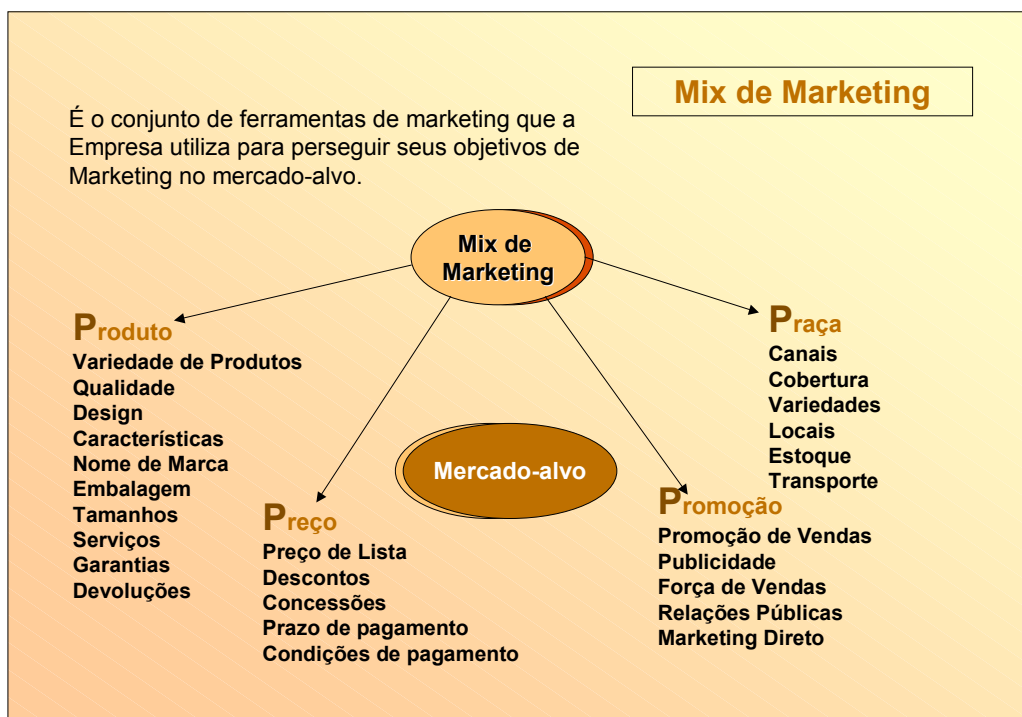 Mix de Marketing
É o conjunto de ferramentas de marketing que a
Empresa utiliza para perseguir seus objetivos de
Marketing no mercado-alvo.
Mix de
Marketing
Produto
Variedade de Produtos
Qualidade
Design
Características
Nome de Marca
Embalagem
Tamanhos
Serviços
Garantias
Devoluções
Preço
Preço de Lista
Descontos
Concessões
Prazo de pagamento
Condições de pagamento
Mercado-alvo
Promoção
Promoção de Vendas
Publicidade
Força de Vendas
Relações Públicas
Marketing Direto
Praça
Canais
Cobertura
Variedades
Locais
Estoque
Transporte